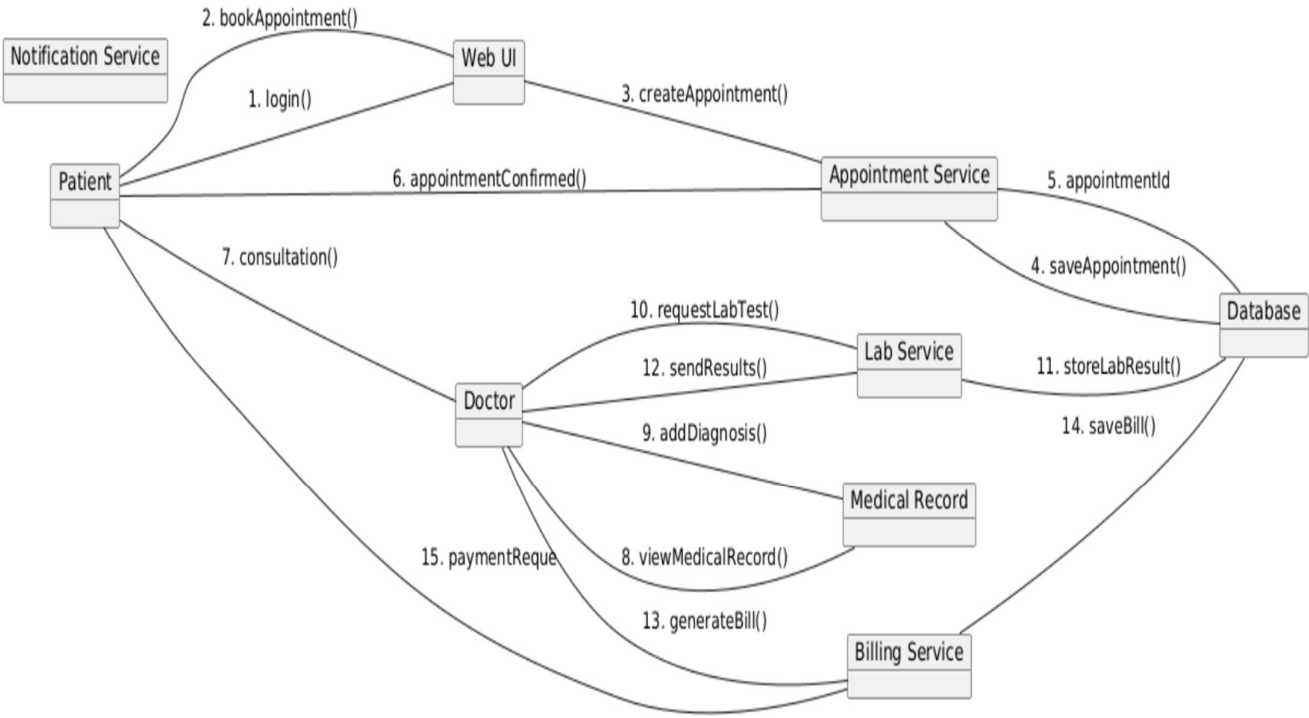 2. bookAppointment()
Notification Service
Web UI
1. login()
3. createAppointment()
Patient
6. appointmentConfirmed()
Appointment Service
5. appointmentId
7. consultation()
4. saveAppointment()
10. requestLabTest()
Database
Lab Service
12. sendResults()
11. storeLabResult()
Doctor
9. addDiagnosis()
14. saveBill()
Medical Record
15. paymentReque
8. viewMedicalRecord()
13. generateBill()
Billing Service